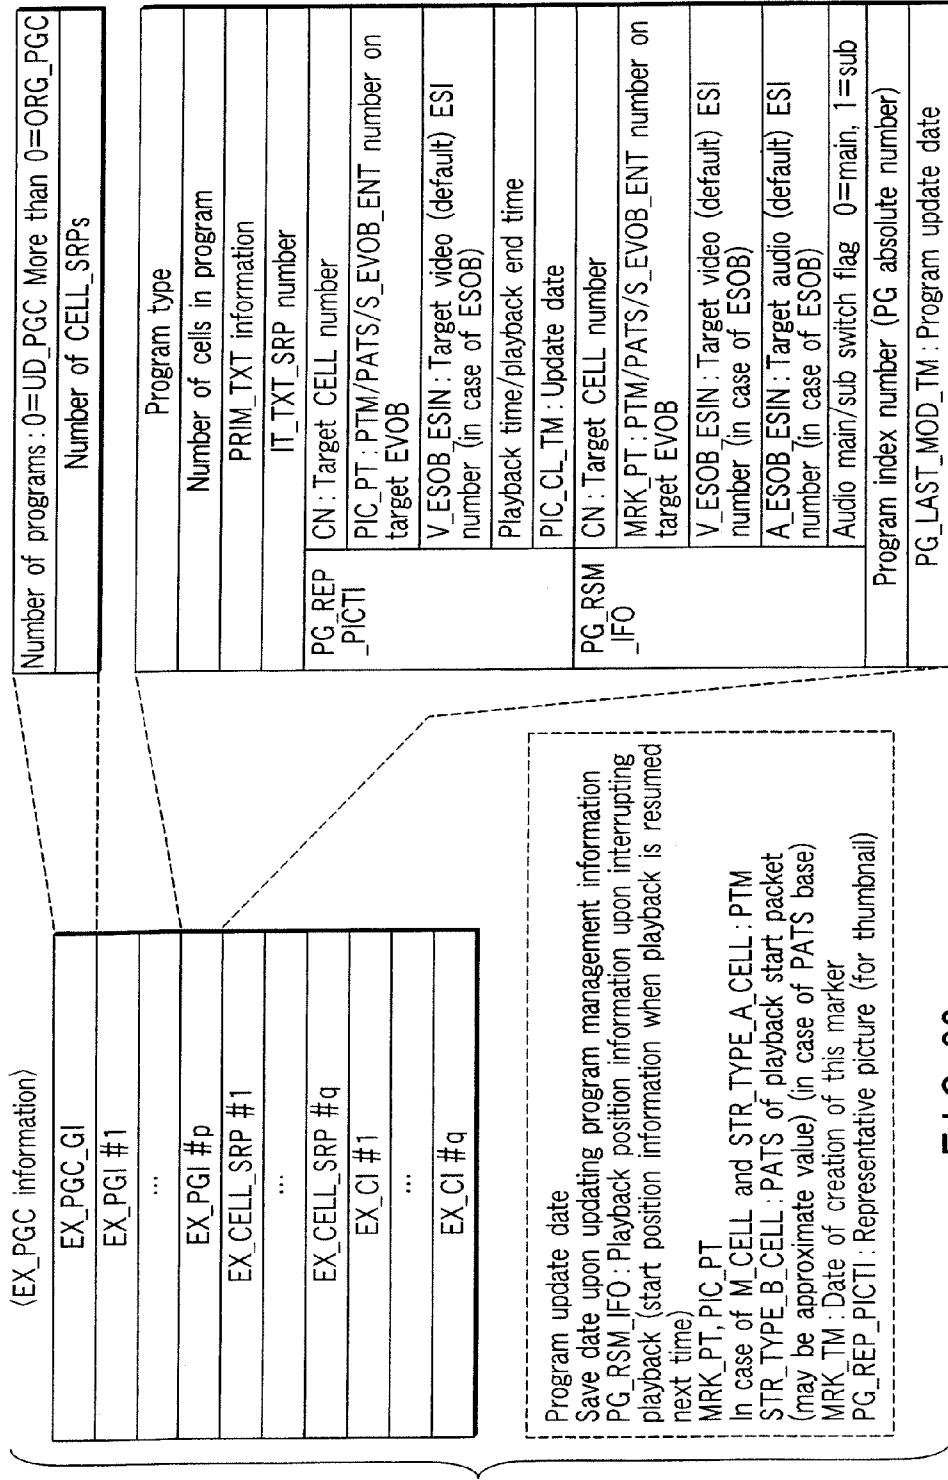 (EX_PGC information)
EX_PGC_GI
EX_PGI #1
...
EX_PGI #p
EX_CELL_SRP #1
...
EX_CELL_SRP #q
EX_CI #1
...
EX_CI #q
Number of programs : 0=UD_PGC More than 0=ORG_PGC
Number of CELL_SRPs
Program type
Number of cells in program
PRIM_TXT information
IT_TXT_SRP number
PG_REP
_PICTI
CN : Target CELL number
PIC_PT : PTM/PATS/S_EVOB_ENT number on
target EVOB
V_ESOB_ESIN : Target video (default) ESI
number (in case of ESOB)
Playback time/playback end time
PIC_CL_TM : Update date
PG_RSM
_IFO
CN : Target CELL number
MRK_PT : PTM/PATS/S_EVOB_ENT number on
target EVOB
V_ESOB_ESIN : Target video (default) ESI
number (in case of ESOB)
A_ESOB_ESIN : Target audio (default) ESI
number (in case of ESOB)
Audio main/sub switch flag 0=main, 1=sub
Program index number (PG absolute number)
PG_LAST_MOD_TM : Program update date
Program update date
Save date upon updating program management information
PG_RSM_IFO : Playback position information upon interrupting
playback (start position information when playback is resumed
next time)
MRK_PT, PIC_PT
In case of M_CELL and STR_TYPE_A_CELL : PTM
STR_TYPE_B_CELL : PATS of playback start packet
(may be approximate value) (in case of PATS base)
MRK_TM : Date of creation of this marker
PG_REP_PICTI : Representative picture (for thumbnail)